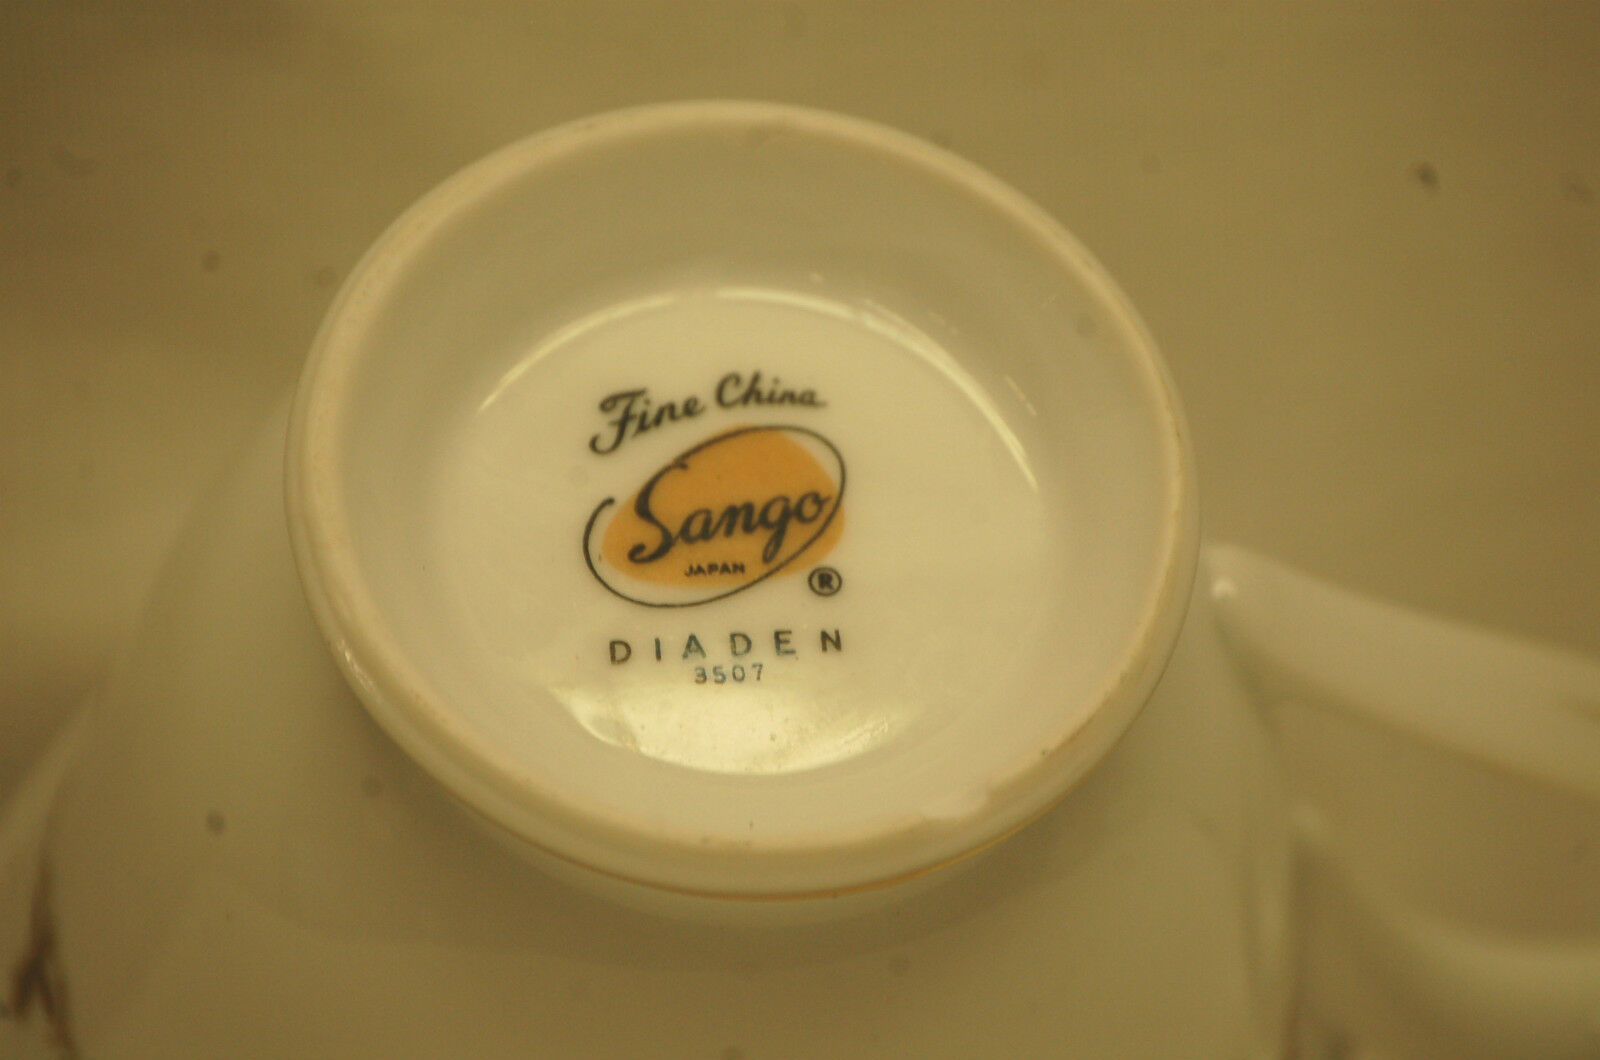 Fine China
Sango
JAPAN
®
DIADEN
3507